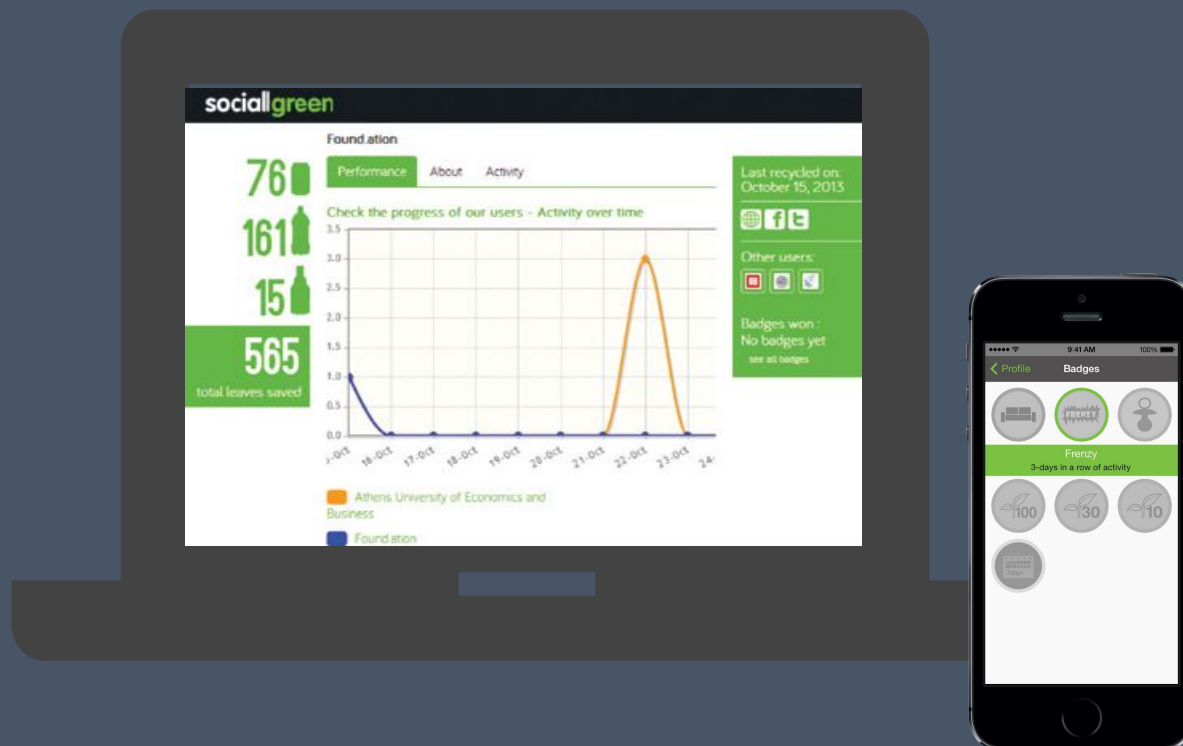 sociallgreen
Found.ation
Performance About Activity
76
161
15
565
total leaves saved
Check the progress of our users - Activity over time
3.5
3.0
2.5
2.0
1.5
1.0
0.5
0.0
-Oct 16-Oct 17-Oct 18-Oct 19-Oct 20-Oct 21-Oct 22-Oct 23-Oct 24-
Athens University of Economics and
Business
Found.ation
Last recycled on:
October 15, 2013
Other users:
Badges won :
No badges yet
see all badges
9:41 AM 100%
Profile Badges
FRENZY
Frenzy
3-days in a row of activity
100 30 10
7days